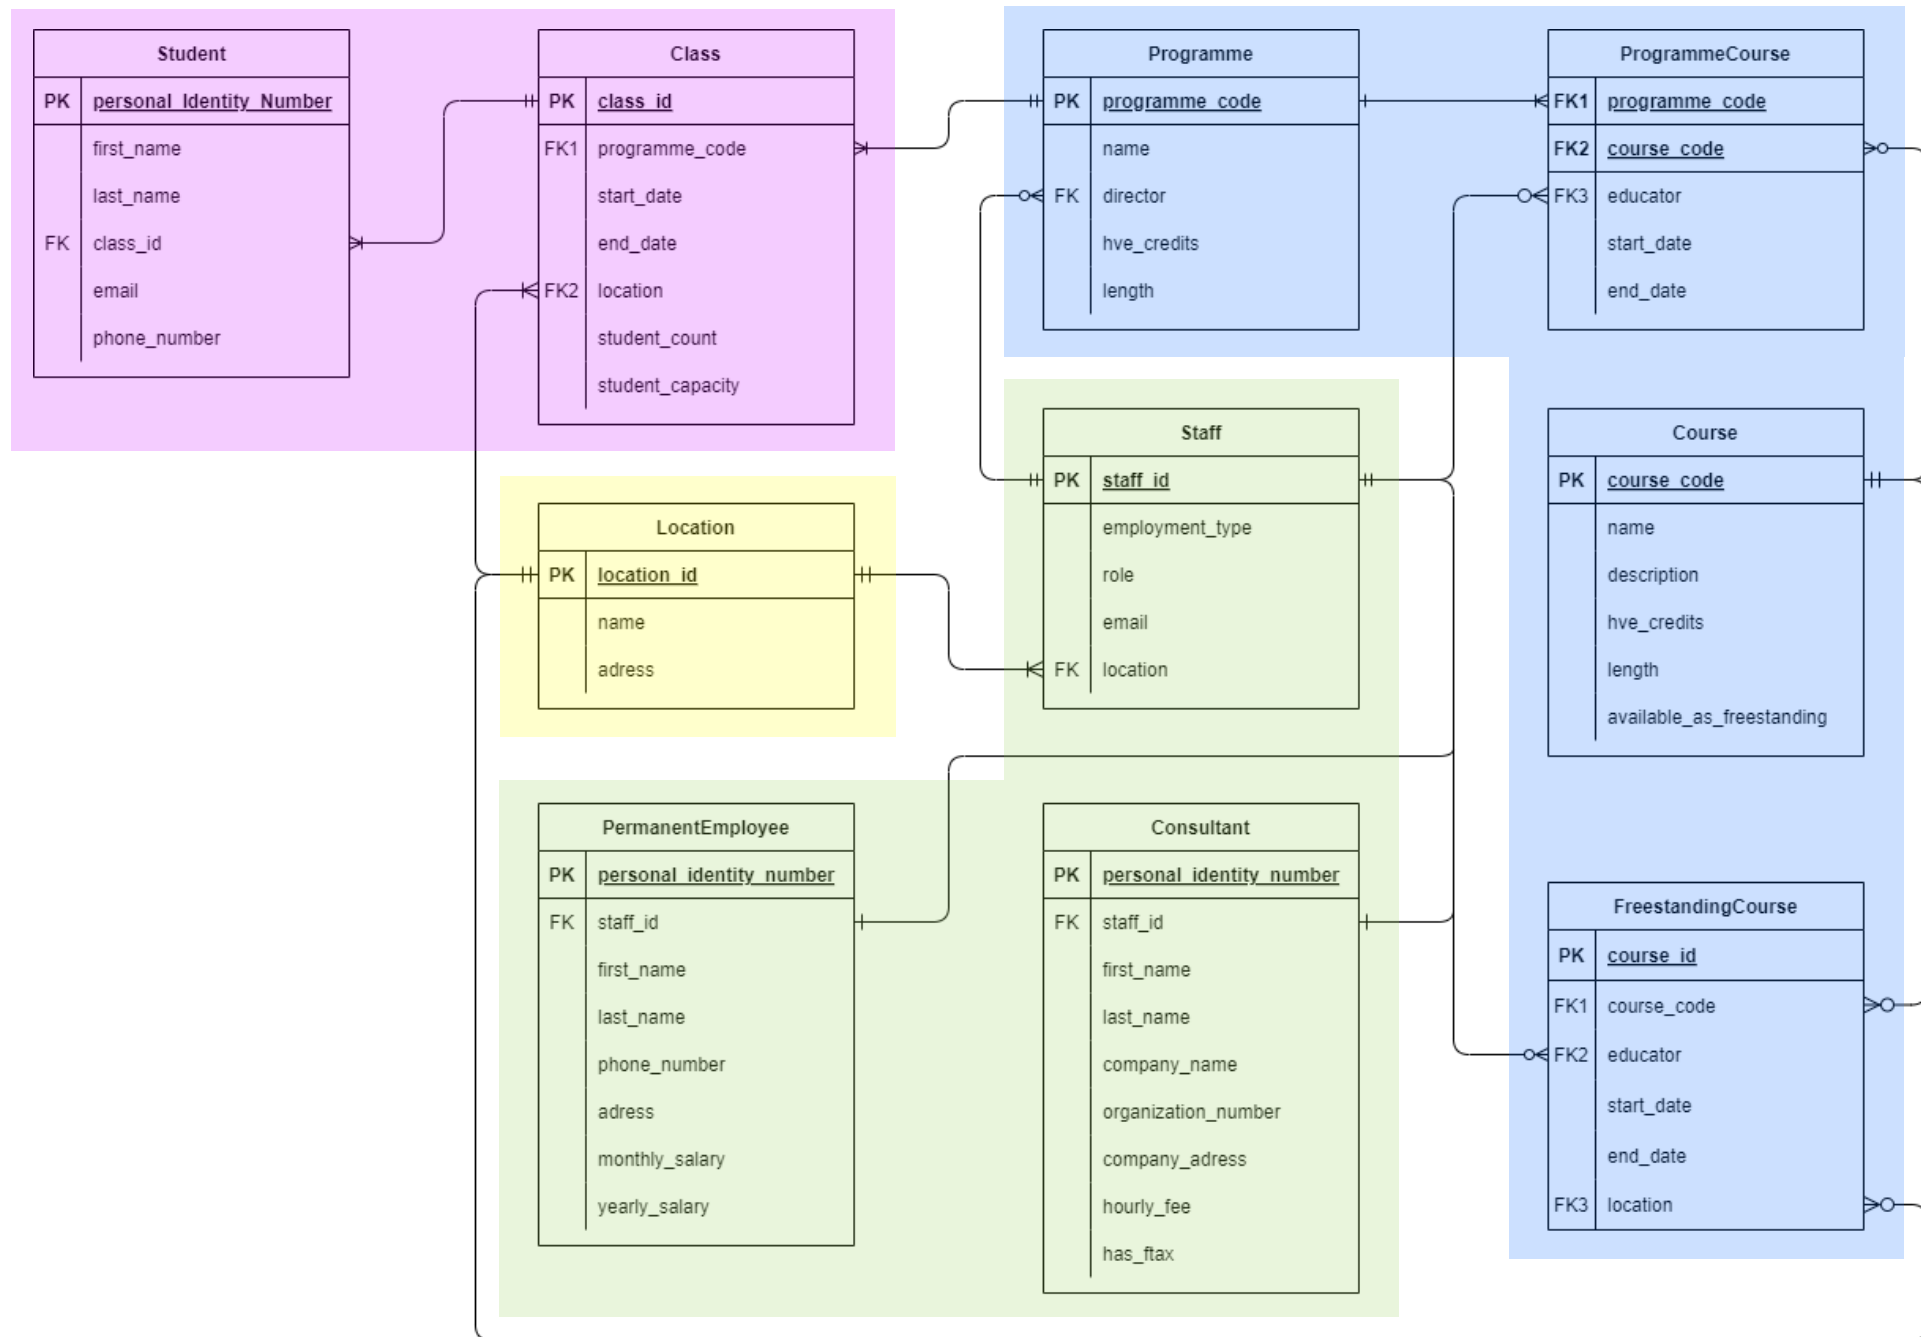 Student
PK personal_Identity_Number
first_name
last_name
FK class_id
email
phone_number
Class
PK class_id
FK1 programme_code
start_date
end_date
FK2 location
student_count
student_capacity
Programme
PK programme_code
name
FK director
hve_credits
length
ProgrammeCourse
FK1 programme_code
FK2 course_code
FK3 educator
start_date
end_date
Staff
PK staff_id
employment_type
role
email
FK location
Course
PK course_code
name
description
hve_credits
length
available_as_freestanding
Location
PK location_id
name
adress
PermanentEmployee
PK personal_identity_number
FK staff_id
first_name
last_name
phone_number
adress
monthly_salary
yearly_salary
Consultant
PK personal_identity_number
FK staff_id
first_name
last_name
company_name
organization_number
company_adress
hourly_fee
has_ftax
FreestandingCourse
PK course_id
FK1 course_code
FK2 educator
start_date
end_date
FK3 location